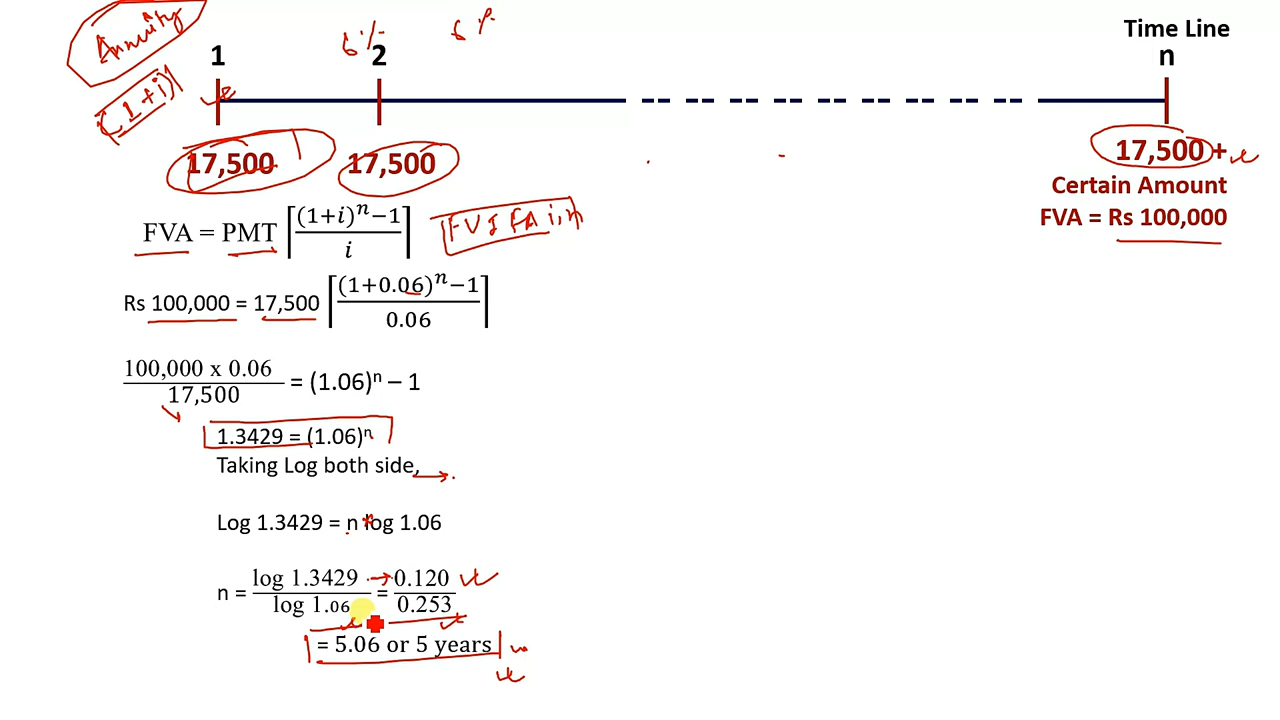 Annuity
(1+i)
6% 6%
Time Line
1 2 n
17,500 17,500 17,500 +
Certain Amount
FVA = Rs 100,000
FVA = PMT [((1+i)^n−1)/i] FVIFA i,n
Rs 100,000 = 17,500 [((1+0.06)^n−1)/0.06]
100,000 x 0.06
17,500
= (1.06)ⁿ – 1
1.3429 = (1.06)ⁿ
Taking Log both side,
Log 1.3429 = n log 1.06
n = log 1.3429 / log 1.06 = 0.120 / 0.253
= 5.06 or 5 years